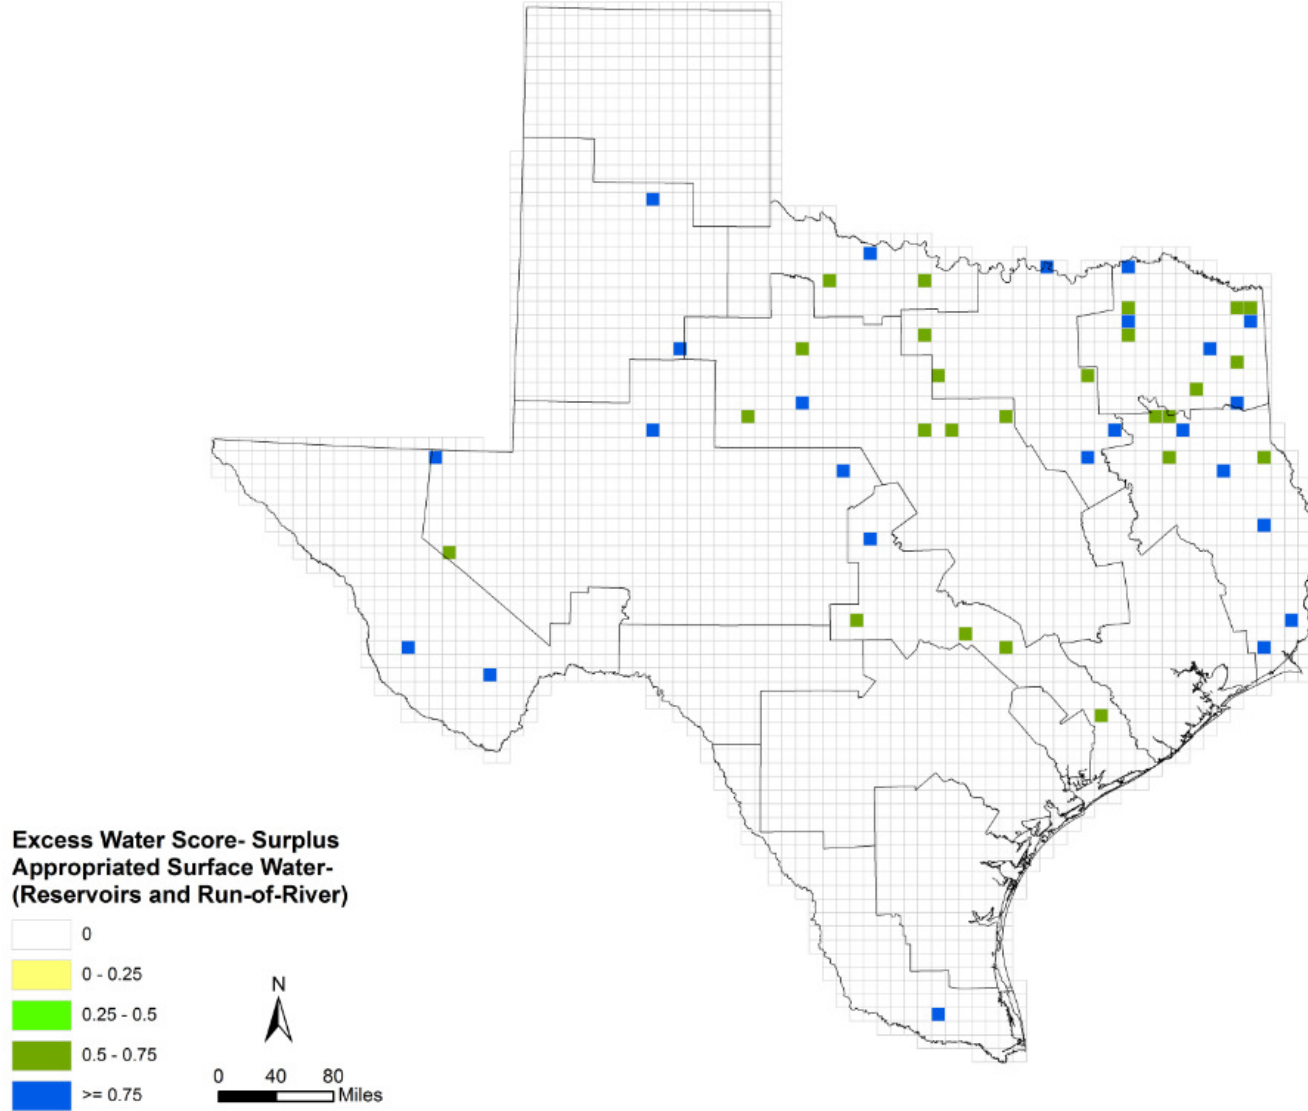 Excess Water Score- Surplus
Appropriated Surface Water-
(Reservoirs and Run-of-River)
0
0 - 0.25
0.25 - 0.5
0.5 - 0.75
>= 0.75
N
0 40 80
Miles